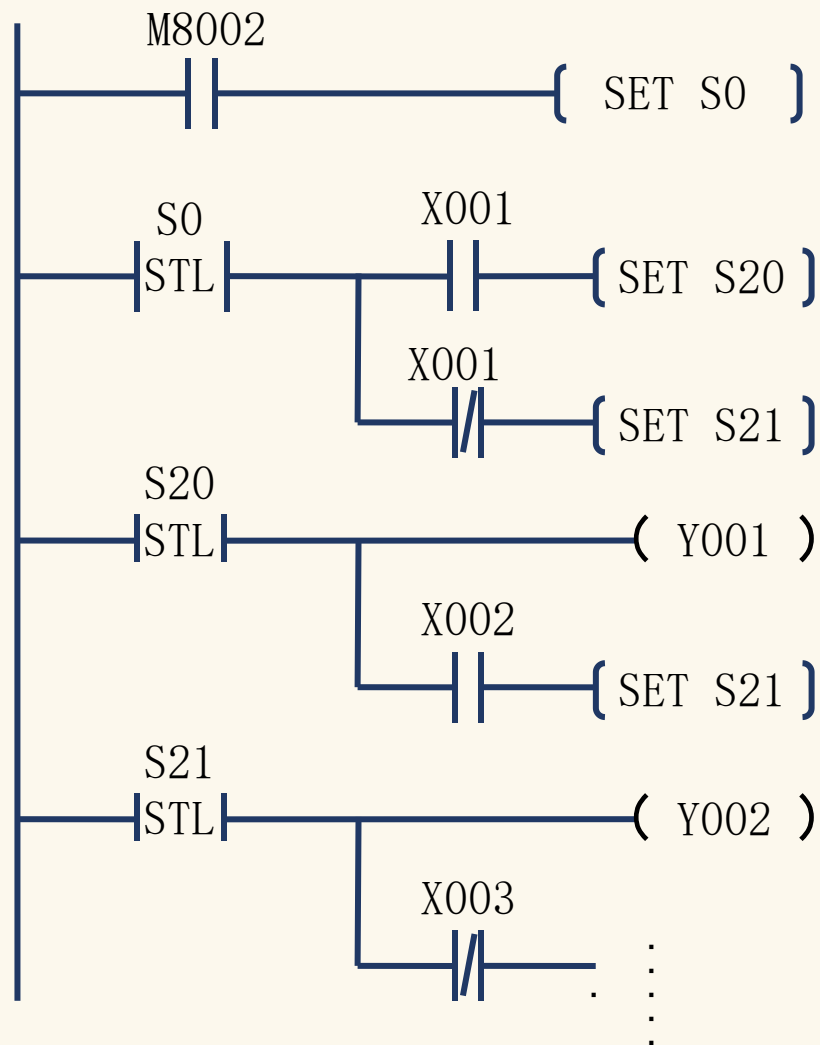 M8002
SET S0
S0
X001
STL
SET S20
X001
SET S21
S20
STL
Y001
X002
SET S21
S21
STL
Y002
X003